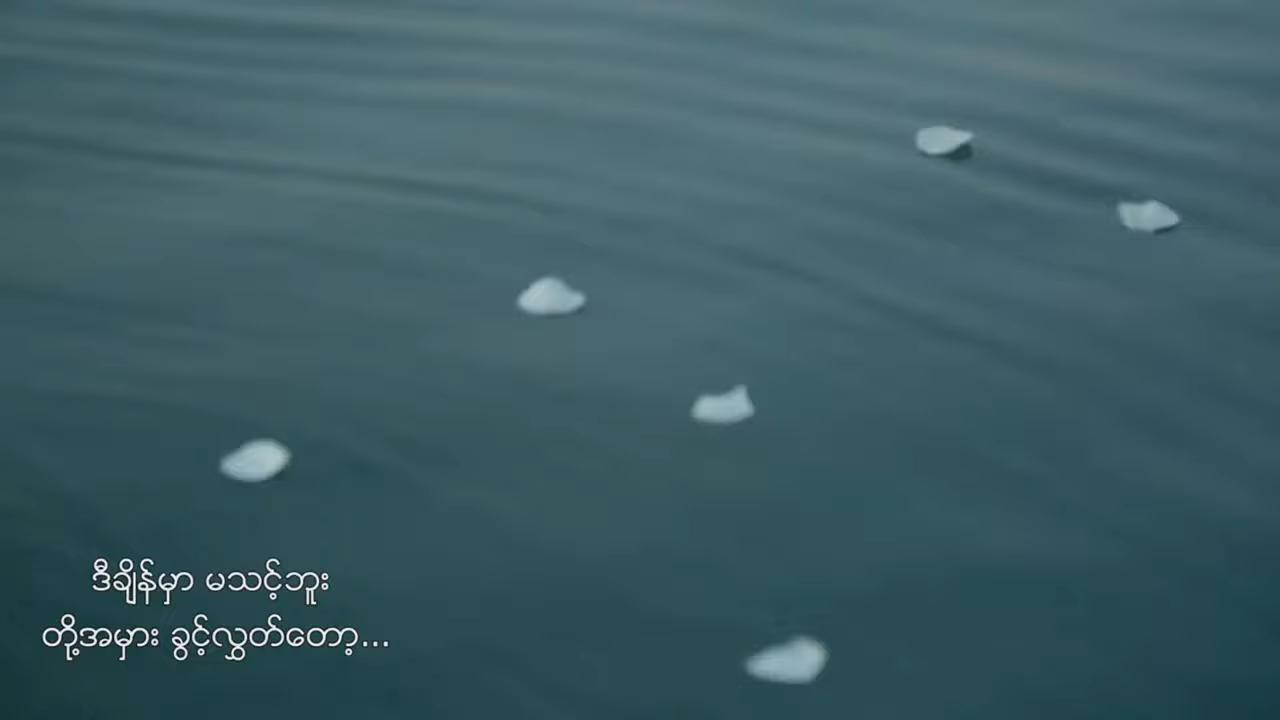 ဒီချိန်မှာ မသင့်ဘူး
တို့အမှား ခွင့်လွှတ်တော့...